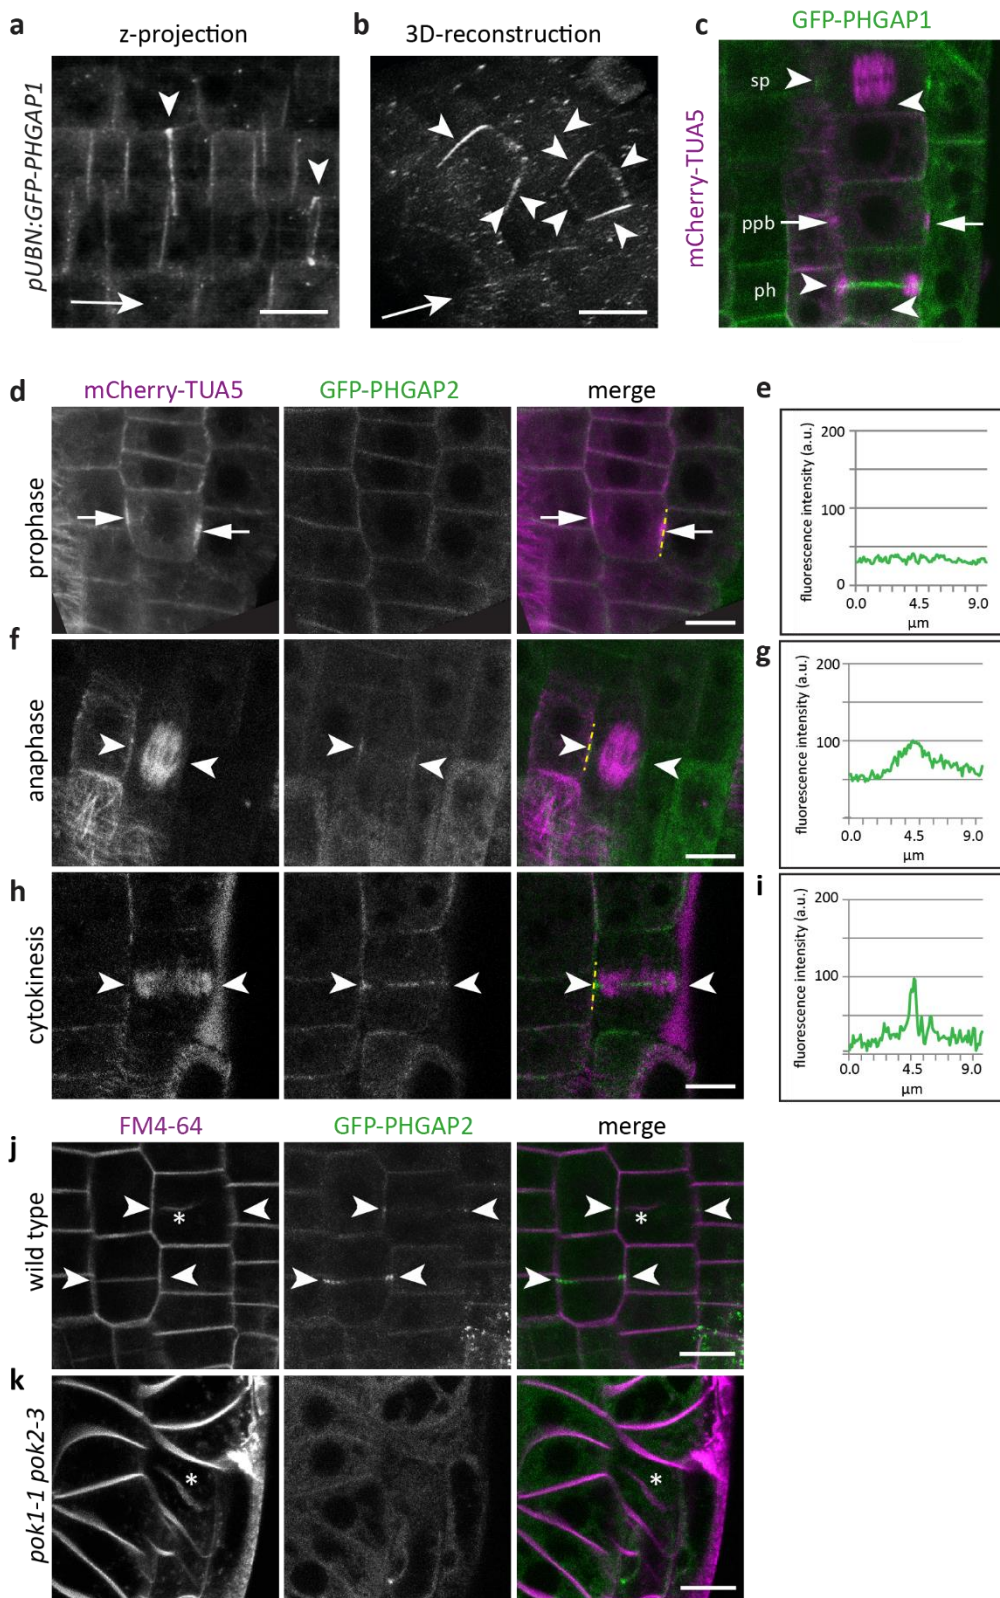 a
z-projection
pUBN:GFP-PHGAP1
b
3D-reconstruction
c
GFP-PHGAP1
mCherry-TUA5
sp
ppb
ph
d
mCherry-TUA5
GFP-PHGAP2
merge
prophase
e
fluorescence intensity (a.u.)
200
100
0
0.0
4.5
9.0
µm
f
anaphase
g
fluorescence intensity (a.u.)
200
100
0.0
4.5
9.0
µm
h
cytokinesis
i
fluorescence intensity (a.u.)
200
100
0.0
4.5
9.0
µm
FM4-64
GFP-PHGAP2
merge
j
wild type
*
*
k
pok1-1 pok2-3
*
*